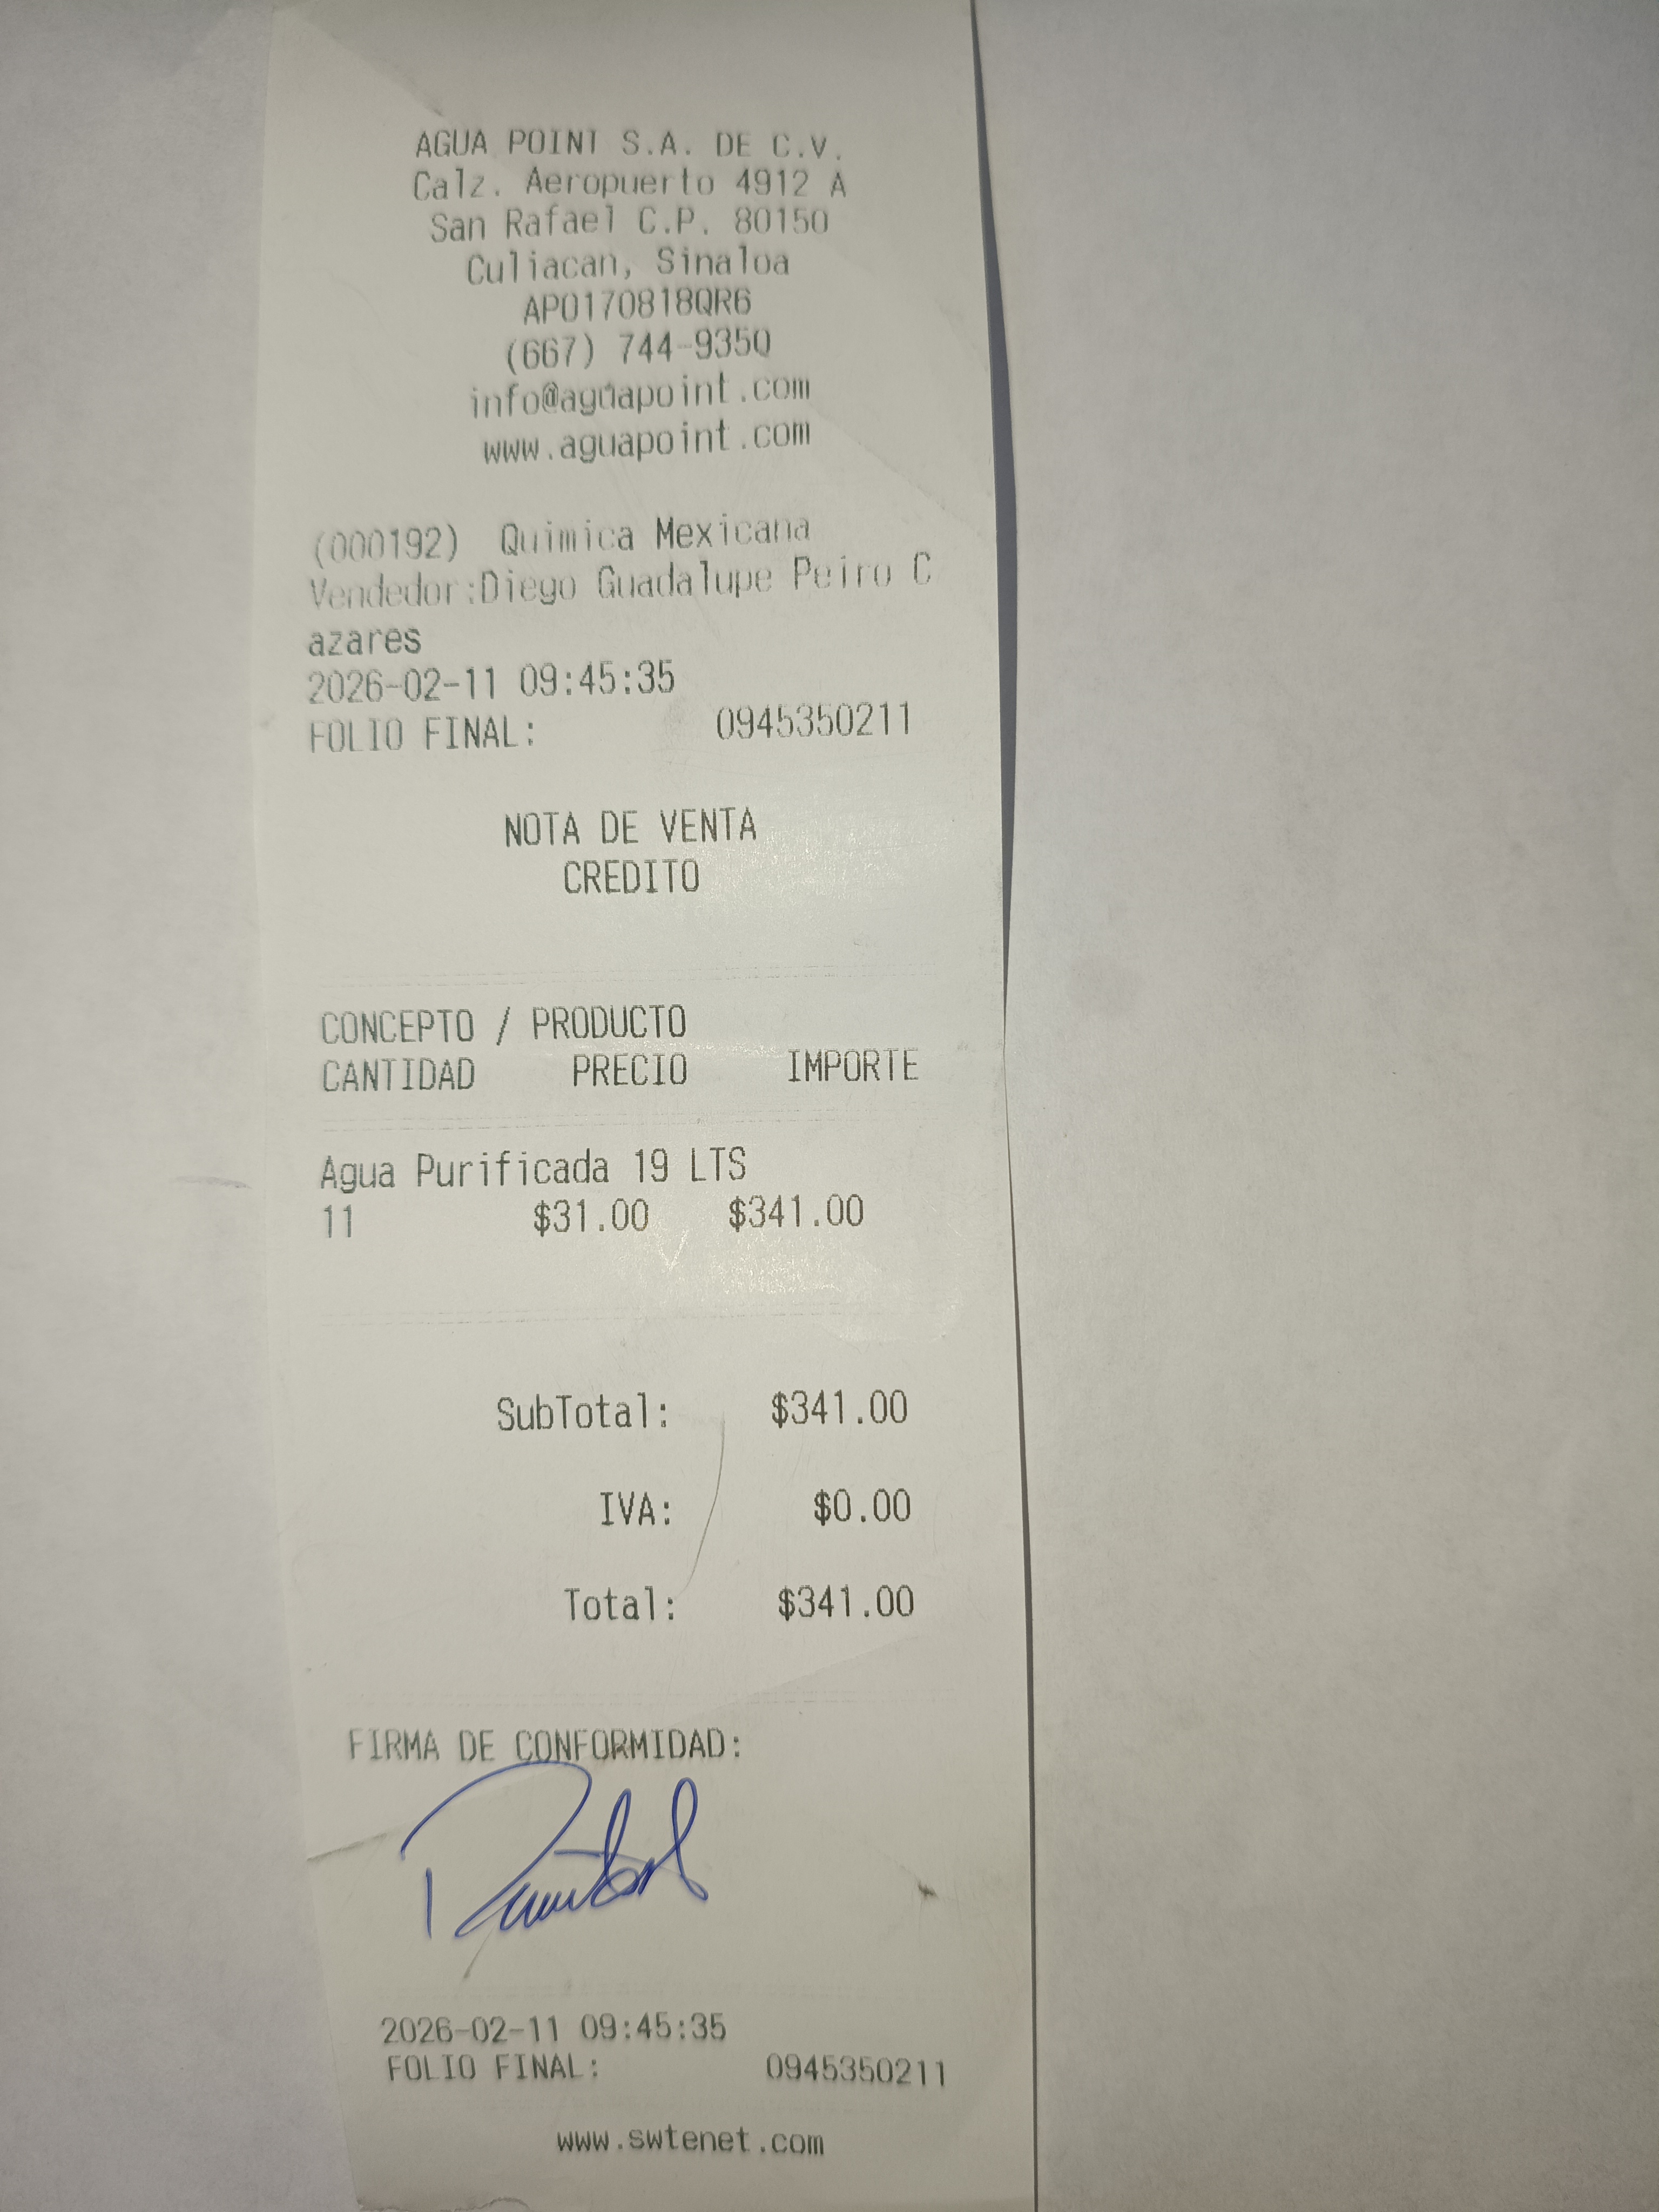 AGUA POINT S.A. DE C.V.
Calz. Aeropuerto 4912 A
San Rafael C.P. 80150
Culiacan, Sinaloa
APO170818QR6
(667) 744-9350
info@aguapoint.com
www.aguapoint.com
(000192) Quimica Mexicana
Vendedor:Diego Guadalupe Peiro C
azares
2026-02-11 09:45:35
FOLIO FINAL: 0945350211
NOTA DE VENTA
CREDITO
CONCEPTO / PRODUCTO
CANTIDAD PRECIO IMPORTE
Agua Purificada 19 LTS
11 $31.00 $341.00
SubTotal: $341.00
IVA: $0.00
Total: $341.00
FIRMA DE CONFORMIDAD:
2026-02-11 09:45:35
FOLIO FINAL: 0945350211
www.swtenet.com